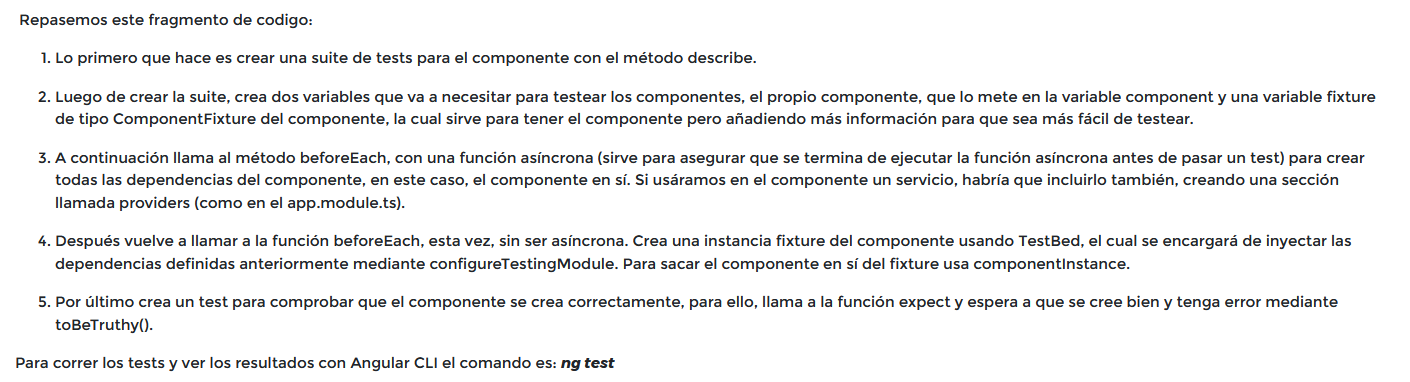 Repasemos este fragmento de codigo:
1. Lo primero que hace es crear una suite de tests para el componente con el método describe.
2. Luego de crear la suite, crea dos variables que va a necesitar para testear los componentes, el propio componente, que lo mete en la variable component y una variable fixture
de tipo ComponentFixture del componente, la cual sirve para tener el componente pero añadiendo más información para que sea más fácil de testear.
3. A continuación llama al método beforeEach, con una función asíncrona (sirve para asegurar que se termina de ejecutar la función asíncrona antes de pasar un test) para crear
todas las dependencias del componente, en este caso, el componente en sí. Si usáramos en el componente un servicio, habría que incluirlo también, creando una sección
llamada providers (como en el app.module.ts).
4. Después vuelve a llamar a la función beforeEach, esta vez, sin ser asíncrona. Crea una instancia fixture del componente usando TestBed, el cual se encargará de inyectar las
dependencias definidas anteriormente mediante configureTestingModule. Para sacar el componente en sí del fixture usa componentInstance.
5. Por último crea un test para comprobar que el componente se crea correctamente, para ello, llama a la función expect y espera a que se cree bien y tenga error mediante
toBeTruthy().
Para correr los tests y ver los resultados con Angular CLI el comando es: ng test